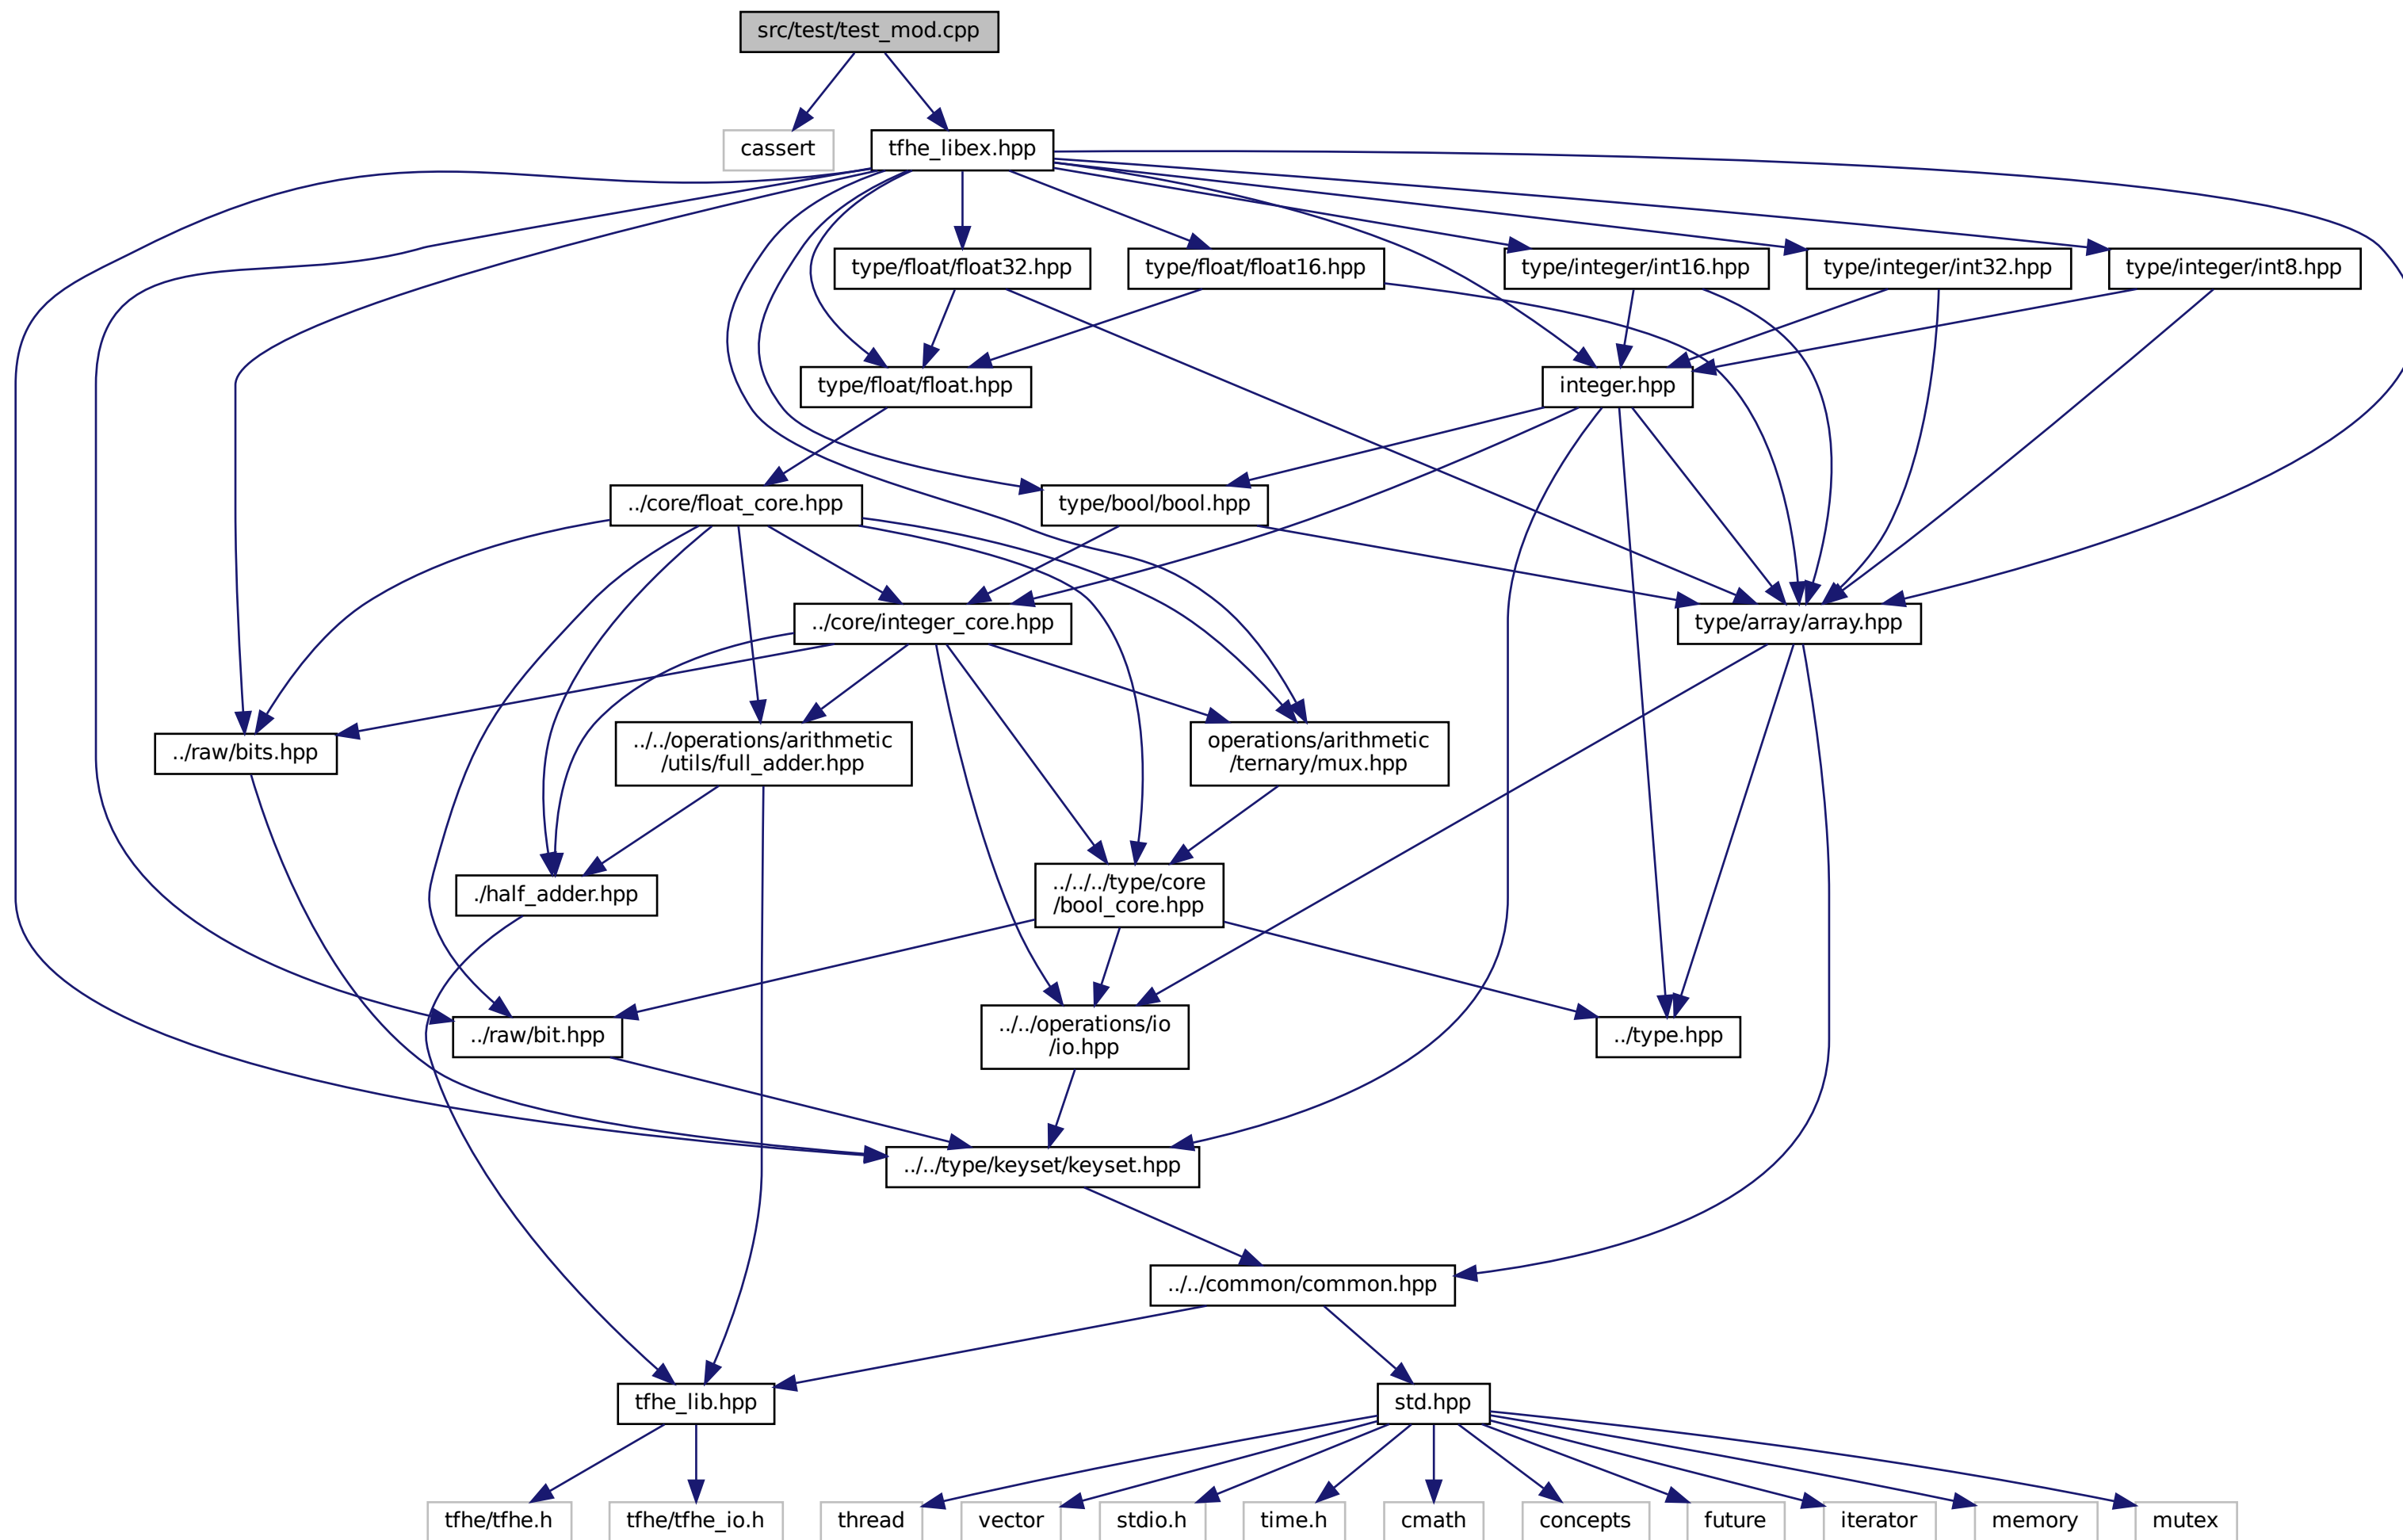 src/test/test_mod.cpp
cassert
tfhe_libex.hpp
type/float/float32.hpp
type/float/float16.hpp
type/integer/int16.hpp
type/integer/int32.hpp
type/integer/int8.hpp
type/float/float.hpp
integer.hpp
../core/float_core.hpp
type/bool/bool.hpp
../core/integer_core.hpp
type/array/array.hpp
../raw/bits.hpp
../../operations/arithmetic
/utils/full_adder.hpp
operations/arithmetic
/ternary/mux.hpp
./half_adder.hpp
../../../type/core
/bool_core.hpp
../raw/bit.hpp
../../operations/io
/io.hpp
../type.hpp
../../type/keyset/keyset.hpp
../../common/common.hpp
tfhe_lib.hpp
std.hpp
tfhe/tfhe.h
tfhe/tfhe_io.h
thread
vector
stdio.h
time.h
cmath
concepts
future
iterator
memory
mutex